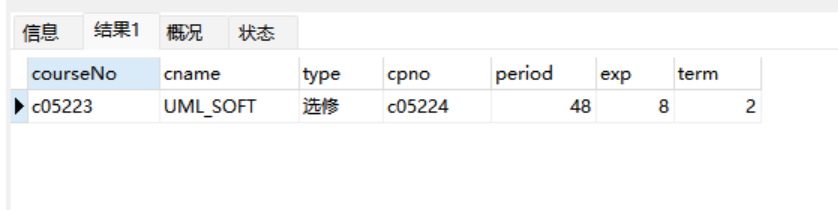 信息 结果1 概况 状态
courseNo cname type cpno period exp term
c05223 UML_SOFT 选修 c05224 48 8 2